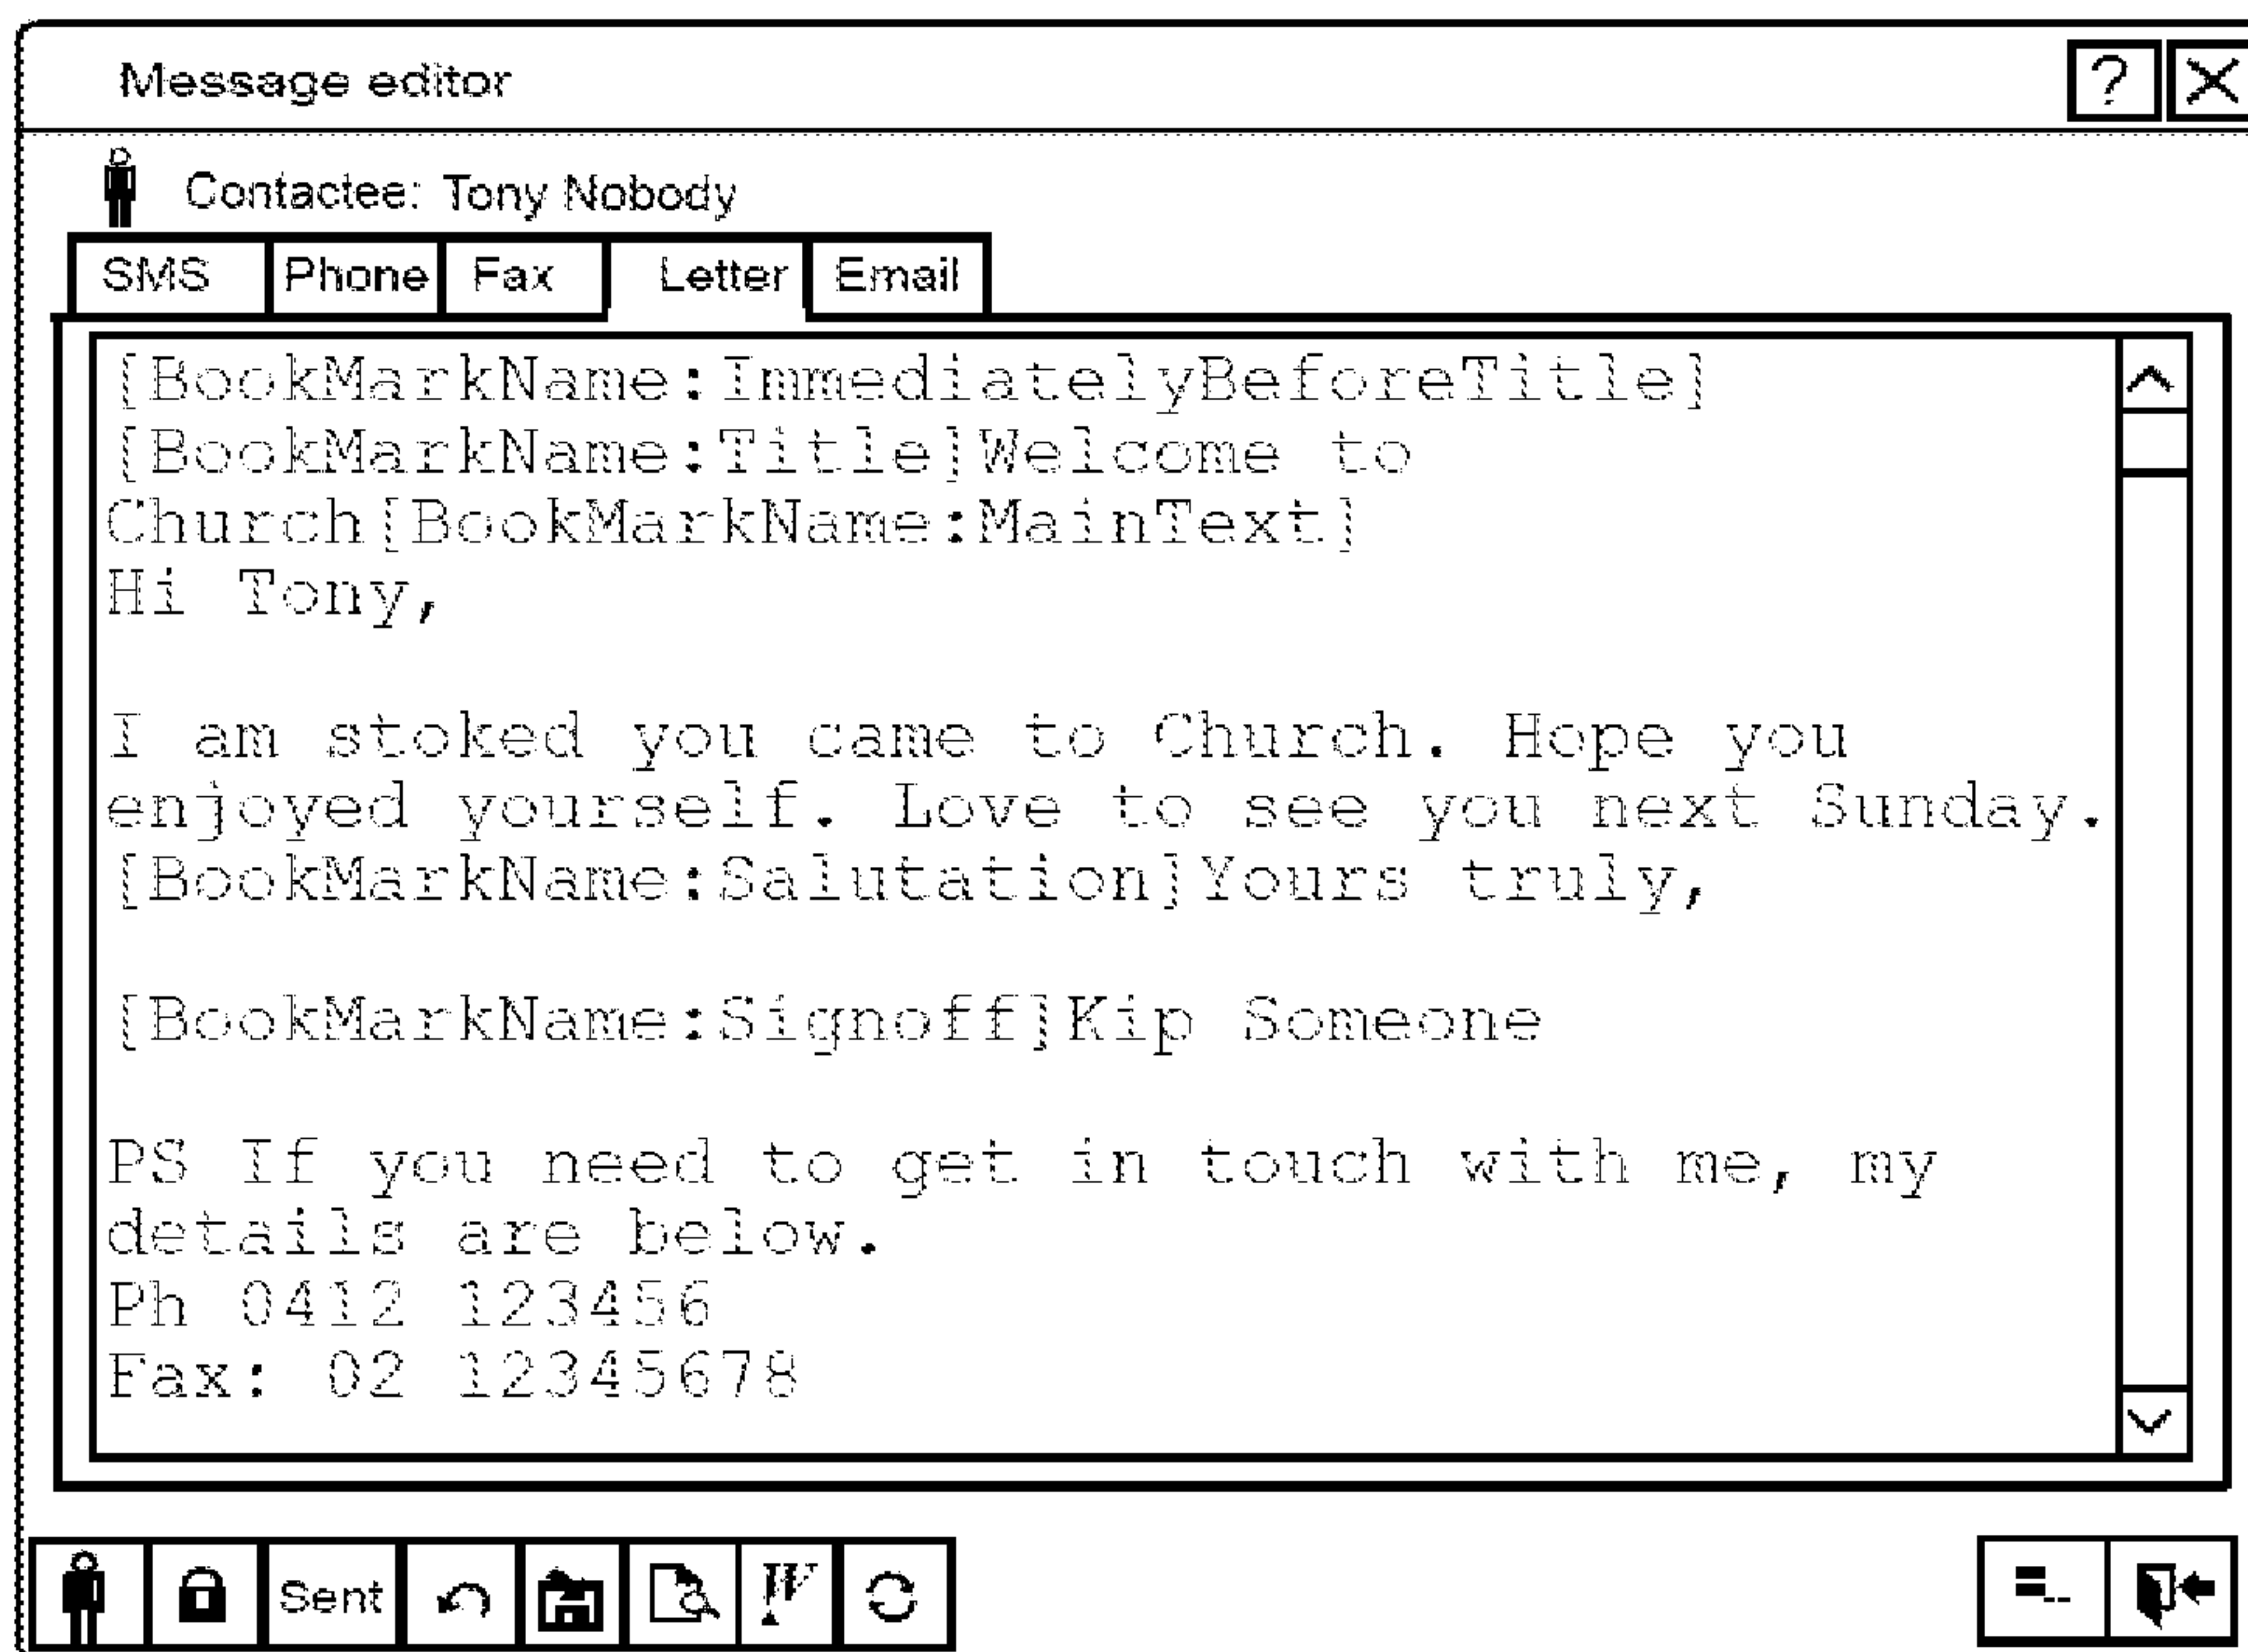 Message editor
?
Contactee: Tony Nobody
SMS Phone Fax Letter Email
[BookMarkName:ImmediatelyBeforeTitle]
[BookMarkName:Title]Welcome to
Church[BookMarkName:MainText]
Hi Tony,
I am stoked you came to Church. Hope you
enjoyed yourself. Love to see you next Sunday.
[BookMarkName:Salutation]Yours truly,
[BookMarkName:Signoff]Kip Someone
PS If you need to get in touch with me, my
details are below.
Ph 0412 123456
Fax: 02 12345678
Sent W